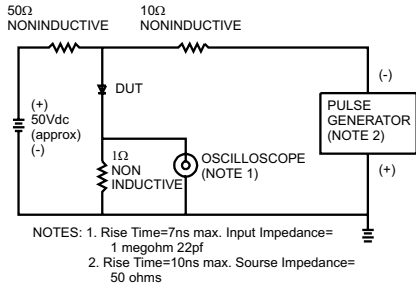 50Ω
NONINDUCTIVE
10Ω
NONINDUCTIVE
(+)
50Vdc
(approx)
(-)
DUT
1Ω
NON
INDUCTIVE
OSCILLOSCOPE
(NOTE 1)
(-)
PULSE
GENERATOR
(NOTE 2)
(+)
NOTES: 1. Rise Time=7ns max. Input Impedance=
1 megohm 22pf
2. Rise Time=10ns max. Sourse Impedance=
50 ohms